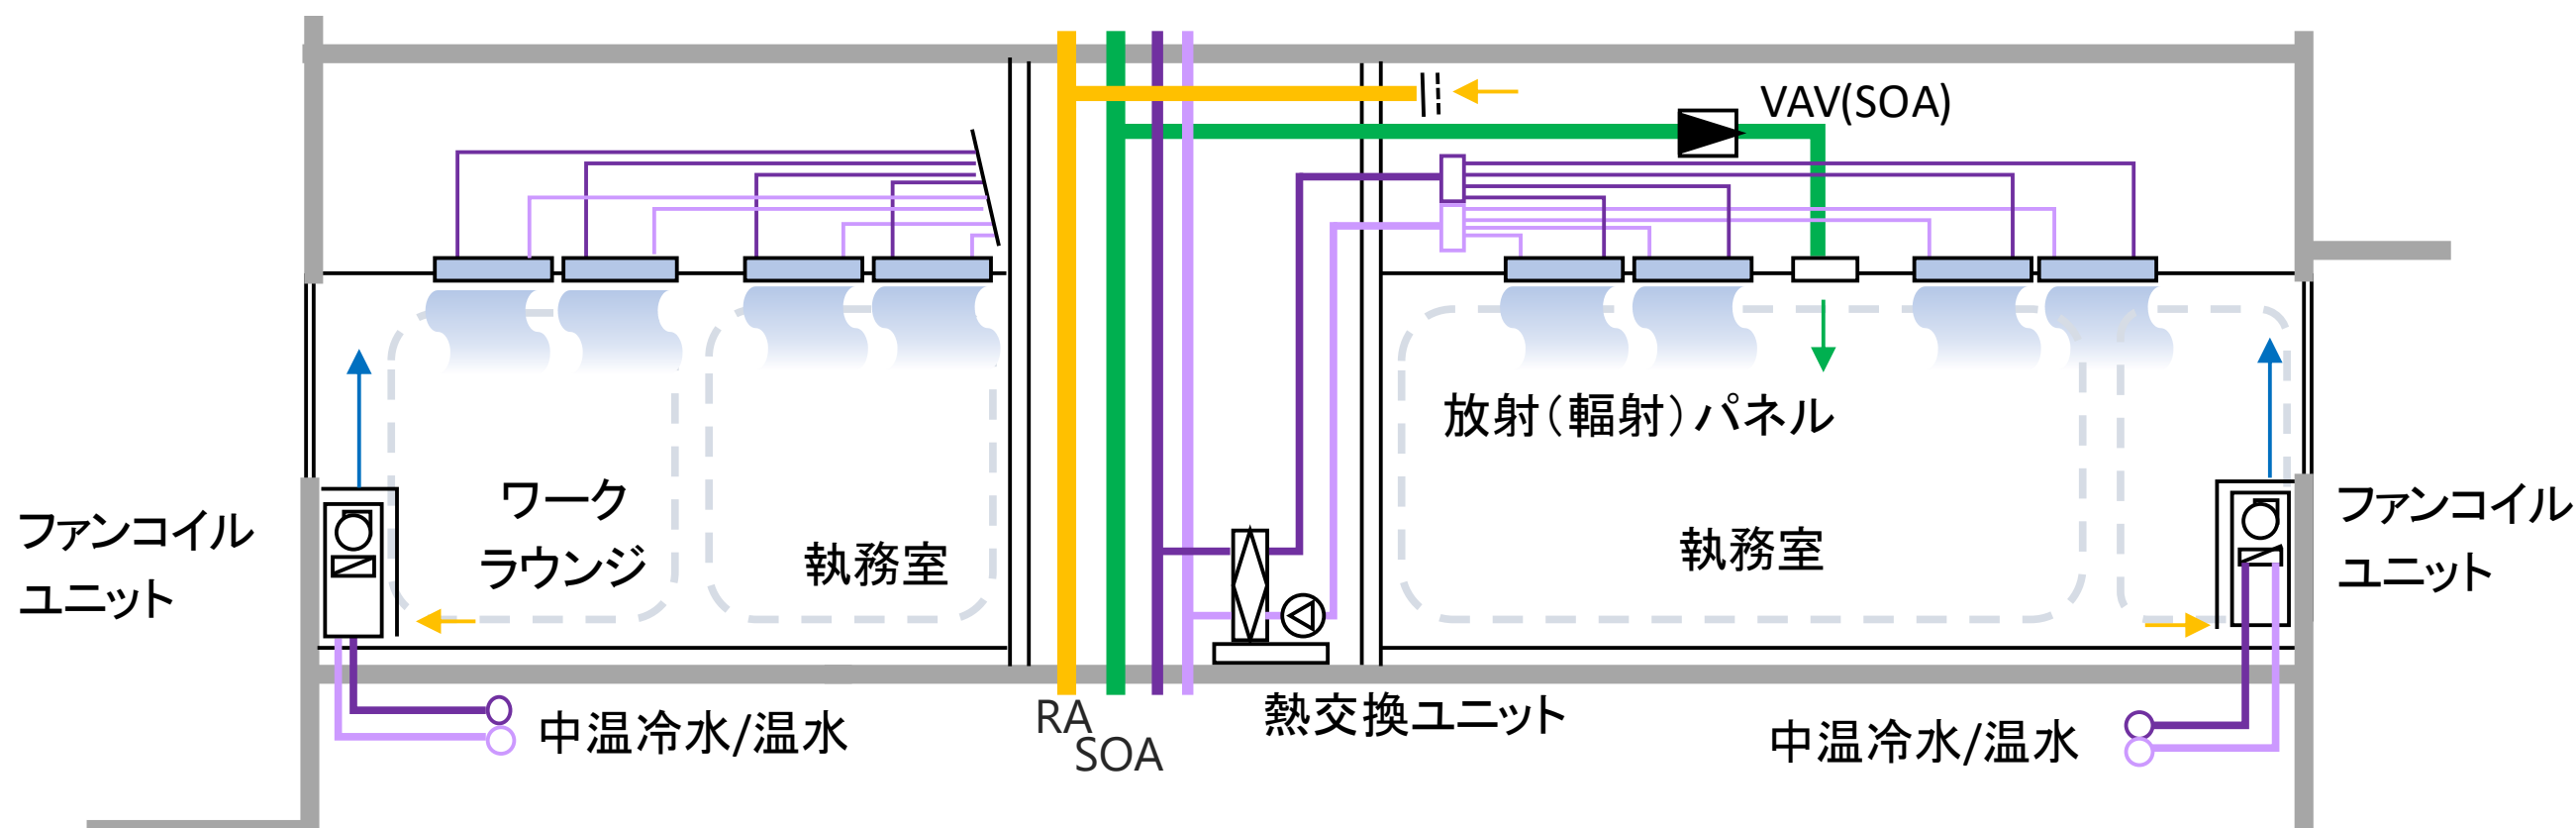 VAV(SOA)
放射（輻射）パネル
ワーク
ラウンジ
執務室
執務室
ファンコイル
ユニット
ファンコイル
ユニット
中温冷水/温水
RA
SOA
熱交換ユニット
中温冷水/温水